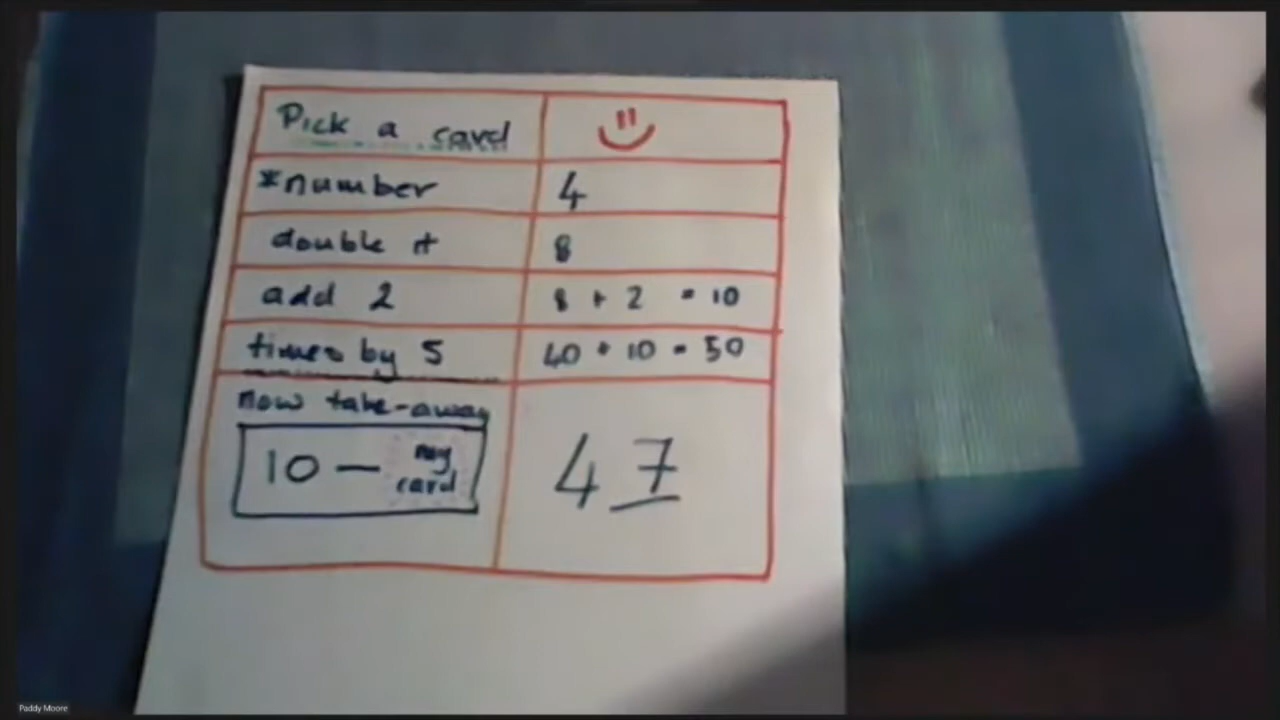 Pick a card
*number 4
double it 8
add 2 8 + 2 = 10
times by 5 40 + 10 = 50
now take-away
10 — my card
47
Paddy Moore